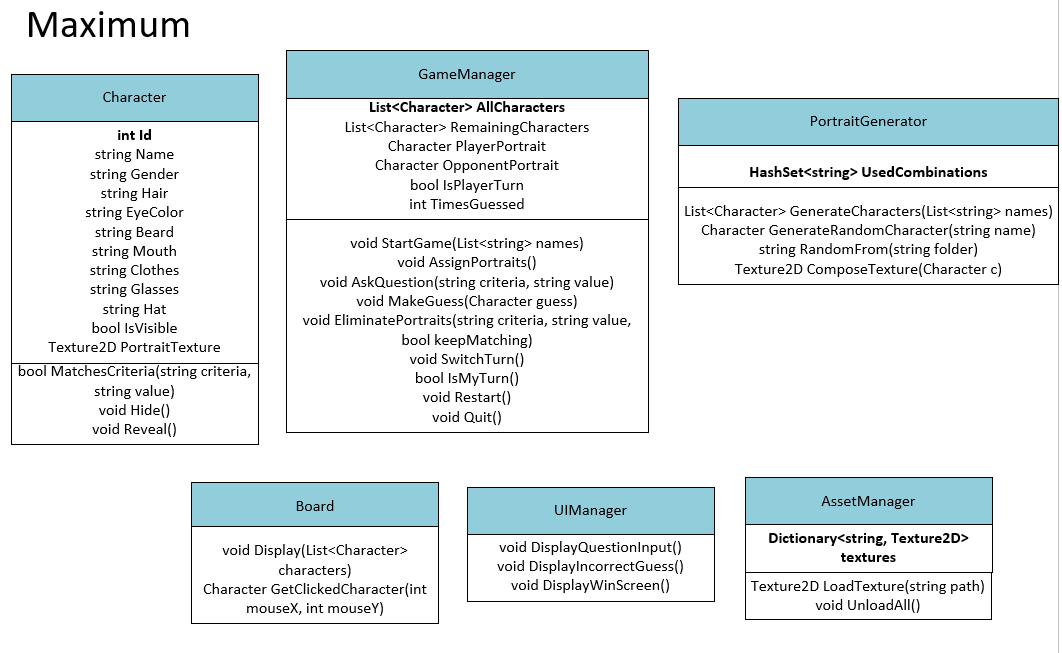 Maximum
Character
int Id
string Name
string Gender
string Hair
string EyeColor
string Beard
string Mouth
string Clothes
string Glasses
string Hat
bool IsVisible
Texture2D PortraitTexture
bool MatchesCriteria(string criteria,
string value)
void Hide()
void Reveal()
GameManager
List<Character> AllCharacters
List<Character> RemainingCharacters
Character PlayerPortrait
Character OpponentPortrait
bool IsPlayerTurn
int TimesGuessed
void StartGame(List<string> names)
void AssignPortraits()
void AskQuestion(string criteria, string value)
void MakeGuess(Character guess)
void EliminatePortraits(string criteria, string value,
bool keepMatching)
void SwitchTurn()
bool IsMyTurn()
void Restart()
void Quit()
PortraitGenerator
HashSet<string> UsedCombinations
List<Character> GenerateCharacters(List<string> names)
Character GenerateRandomCharacter(string name)
string RandomFrom(string folder)
Texture2D ComposeTexture(Character c)
Board
void Display(List<Character>
characters)
Character GetClickedCharacter(int
mouseX, int mouseY)
UIManager
void DisplayQuestionInput()
void DisplayIncorrectGuess()
void DisplayWinScreen()
AssetManager
Dictionary<string, Texture2D>
textures
Texture2D LoadTexture(string path)
void UnloadAll()